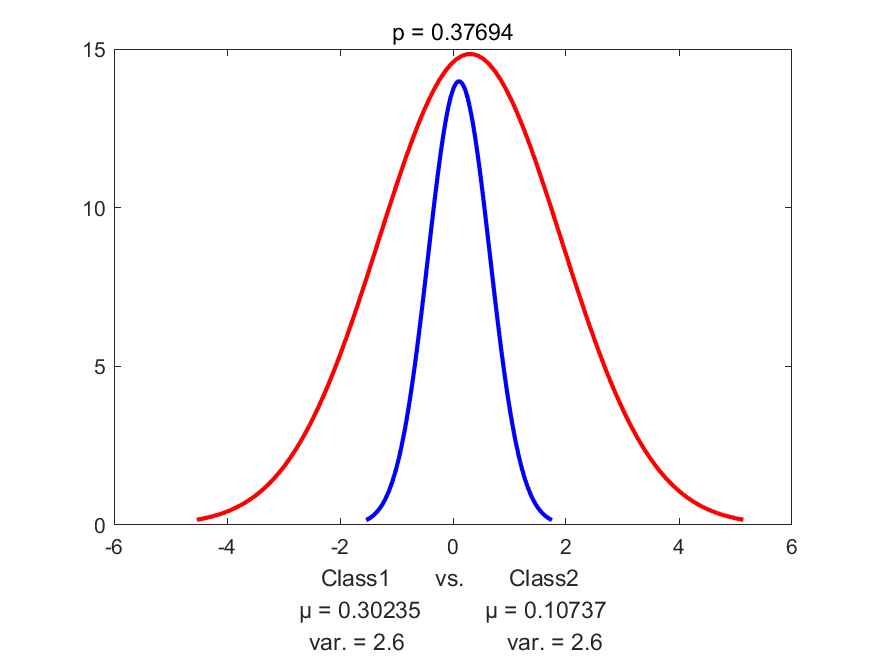 p = 0.37694
15
10
5
0
-6 -4 -2 0 2 4 6
Class1 vs. Class2
µ = 0.30235 µ = 0.10737
var. = 2.6 var. = 2.6